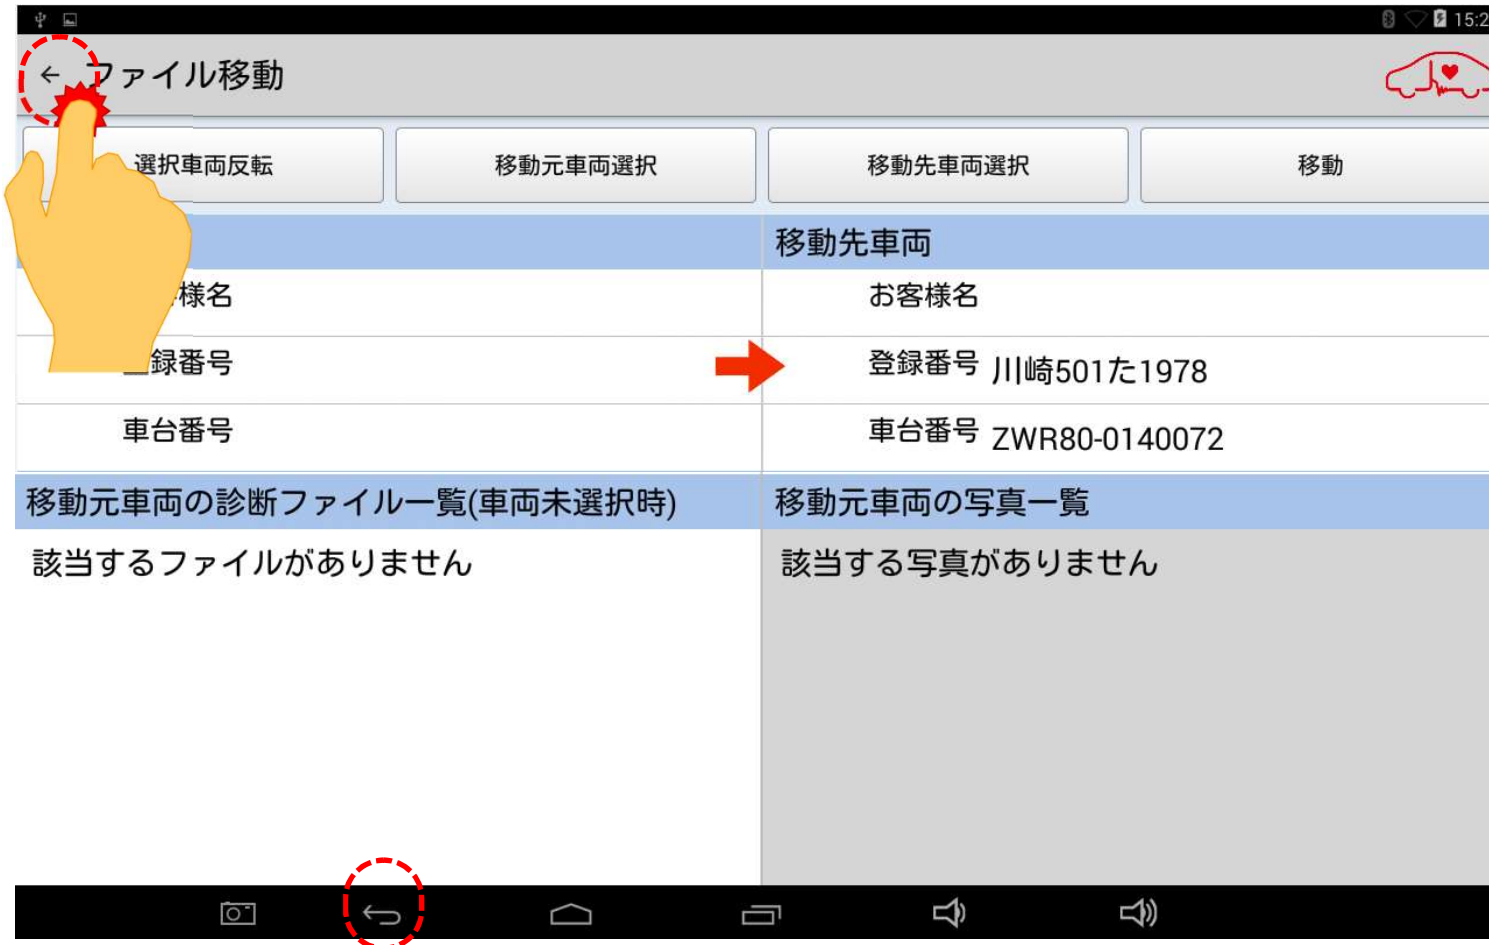 15:2
ファイル移動
選択車両反転
移動元車両選択
移動先車両選択
移動
移動先車両
様名
お客様名
録番号
登録番号 川崎501た1978
車台番号
車台番号 ZWR80-0140072
移動元車両の診断ファイル一覧(車両未選択時)
移動元車両の写真一覧
該当するファイルがありません
該当する写真がありません